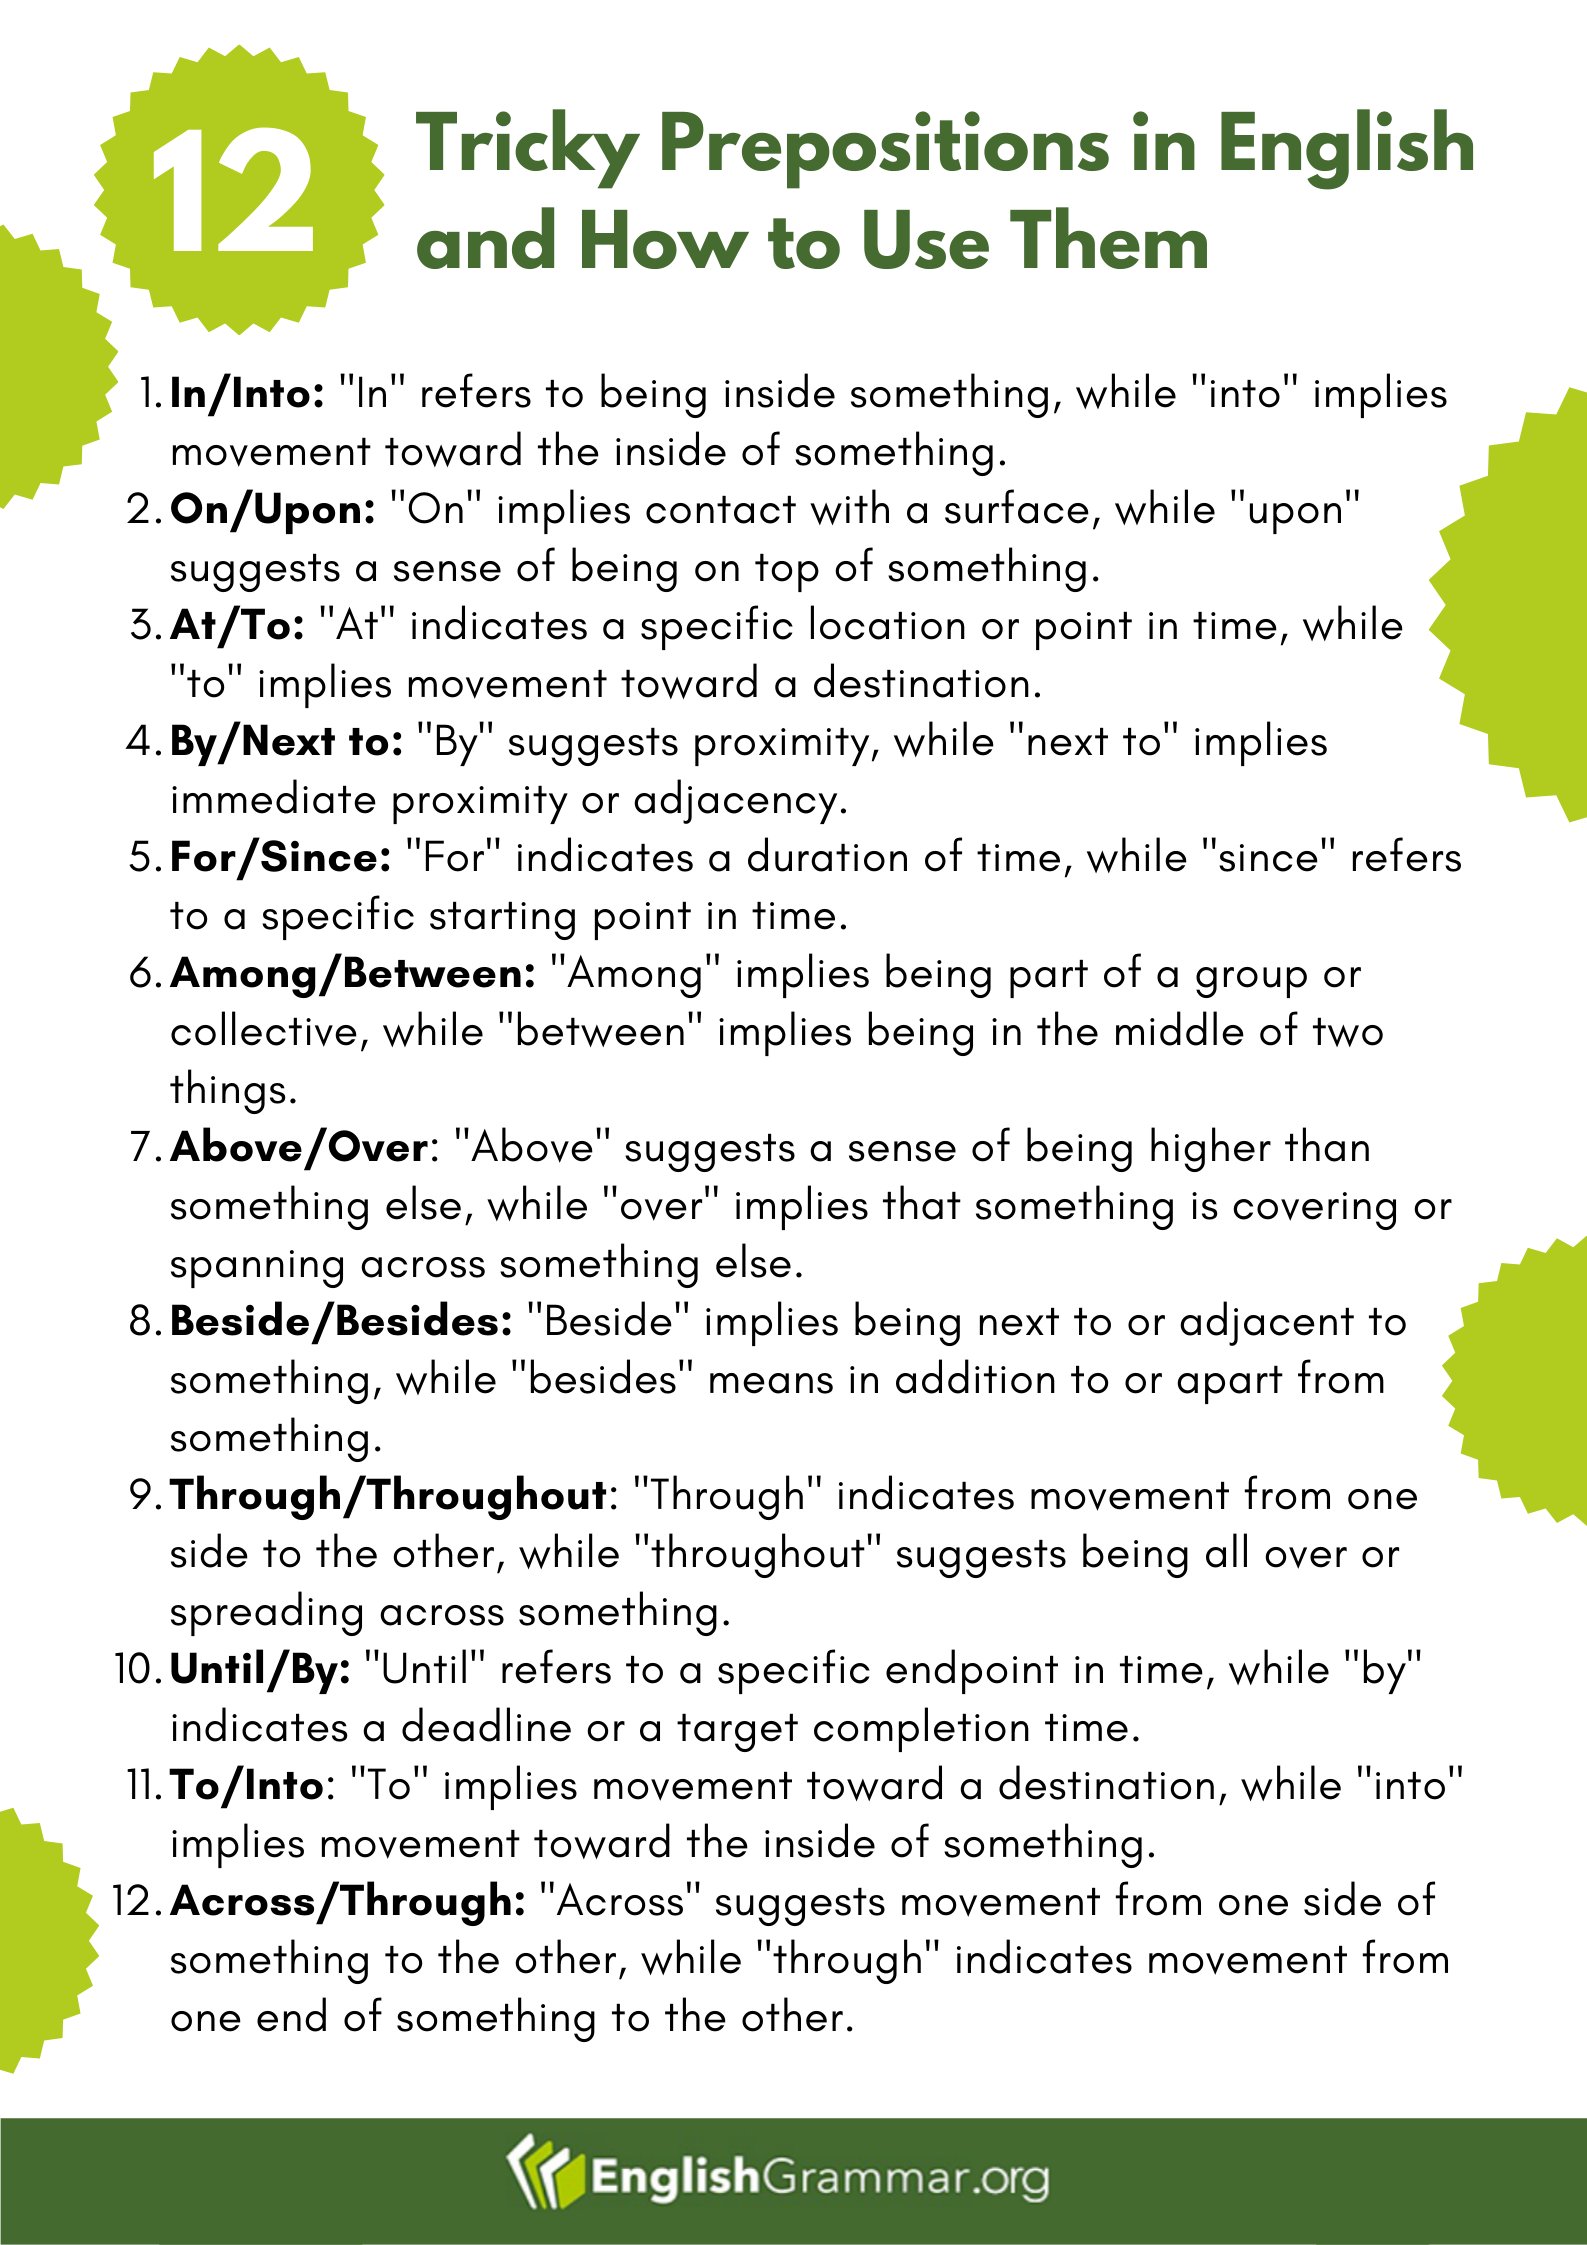 12
Tricky Prepositions in English
and How to Use Them
1. In/Into: "In" refers to being inside something, while "into" implies
movement toward the inside of something.
2. On/Upon: "On" implies contact with a surface, while "upon"
suggests a sense of being on top of something.
3. At/To: "At" indicates a specific location or point in time, while
"to" implies movement toward a destination.
4. By/Next to: "By" suggests proximity, while "next to" implies
immediate proximity or adjacency.
5. For/Since: "For" indicates a duration of time, while "since" refers
to a specific starting point in time.
6. Among/Between: "Among" implies being part of a group or
collective, while "between" implies being in the middle of two
things.
7. Above/Over: "Above" suggests a sense of being higher than
something else, while "over" implies that something is covering or
spanning across something else.
8. Beside/Besides: "Beside" implies being next to or adjacent to
something, while "besides" means in addition to or apart from
something.
9. Through/Throughout: "Through" indicates movement from one
side to the other, while "throughout" suggests being all over or
spreading across something.
10. Until/By: "Until" refers to a specific endpoint in time, while "by"
indicates a deadline or a target completion time.
11. To/Into: "To" implies movement toward a destination, while "into"
implies movement toward the inside of something.
12. Across/Through: "Across" suggests movement from one side of
something to the other, while "through" indicates movement from
one end of something to the other.
EnglishGrammar.org